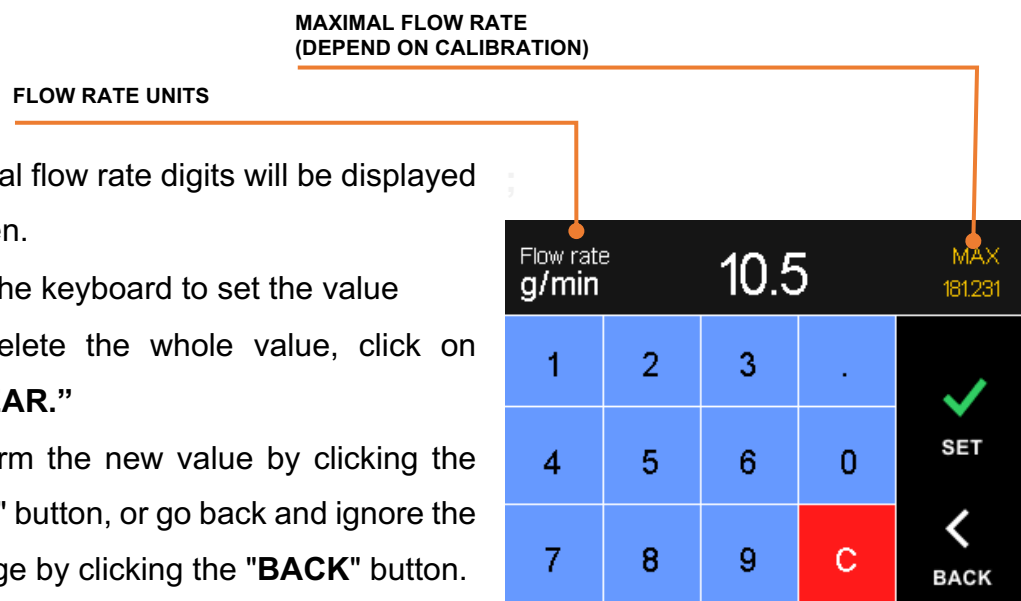 MAXIMAL FLOW RATE
(DEPEND ON CALIBRATION)
FLOW RATE UNITS
al flow rate digits will be displayed ;
en.
he keyboard to set the value
elete the whole value, click on
AR.”
rm the new value by clicking the
" button, or go back and ignore the
ge by clicking the "BACK" button.
Flow rate
g/min
10.5
MAX
181.231
1 2 3 .
SET
4 5 6 0
7 8 9 C
BACK